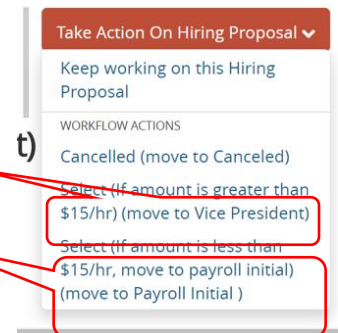 Take Action On Hiring Proposal
Keep working on this Hiring
Proposal
WORKFLOW ACTIONS
t)
Cancelled (move to Canceled)
Select (If amount is greater than
$15/hr) (move to Vice President)
Select (If amount is less than
$15/hr, move to payroll initial)
(move to Payroll Initial )